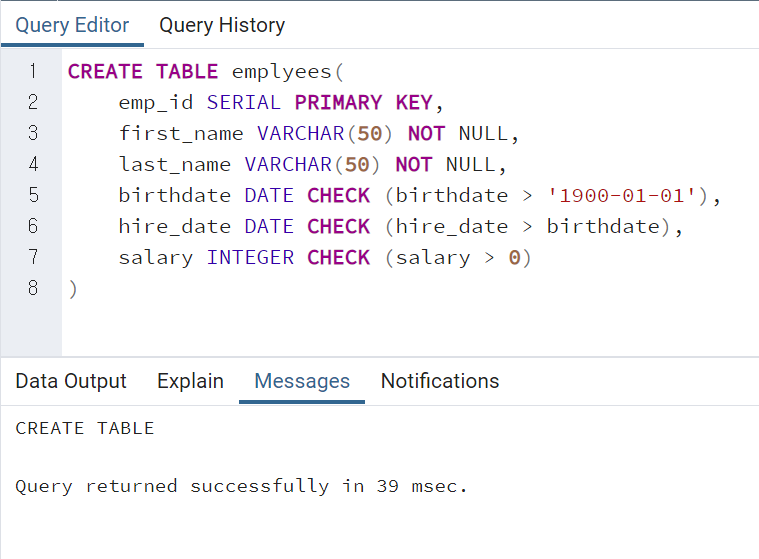 Query Editor Query History
1 CREATE TABLE emplyees(
2 emp_id SERIAL PRIMARY KEY,
3 first_name VARCHAR(50) NOT NULL,
4 last_name VARCHAR(50) NOT NULL,
5 birthdate DATE CHECK (birthdate > '1900-01-01'),
6 hire_date DATE CHECK (hire_date > birthdate),
7 salary INTEGER CHECK (salary > 0)
8 )
Data Output Explain Messages Notifications
CREATE TABLE
Query returned successfully in 39 msec.